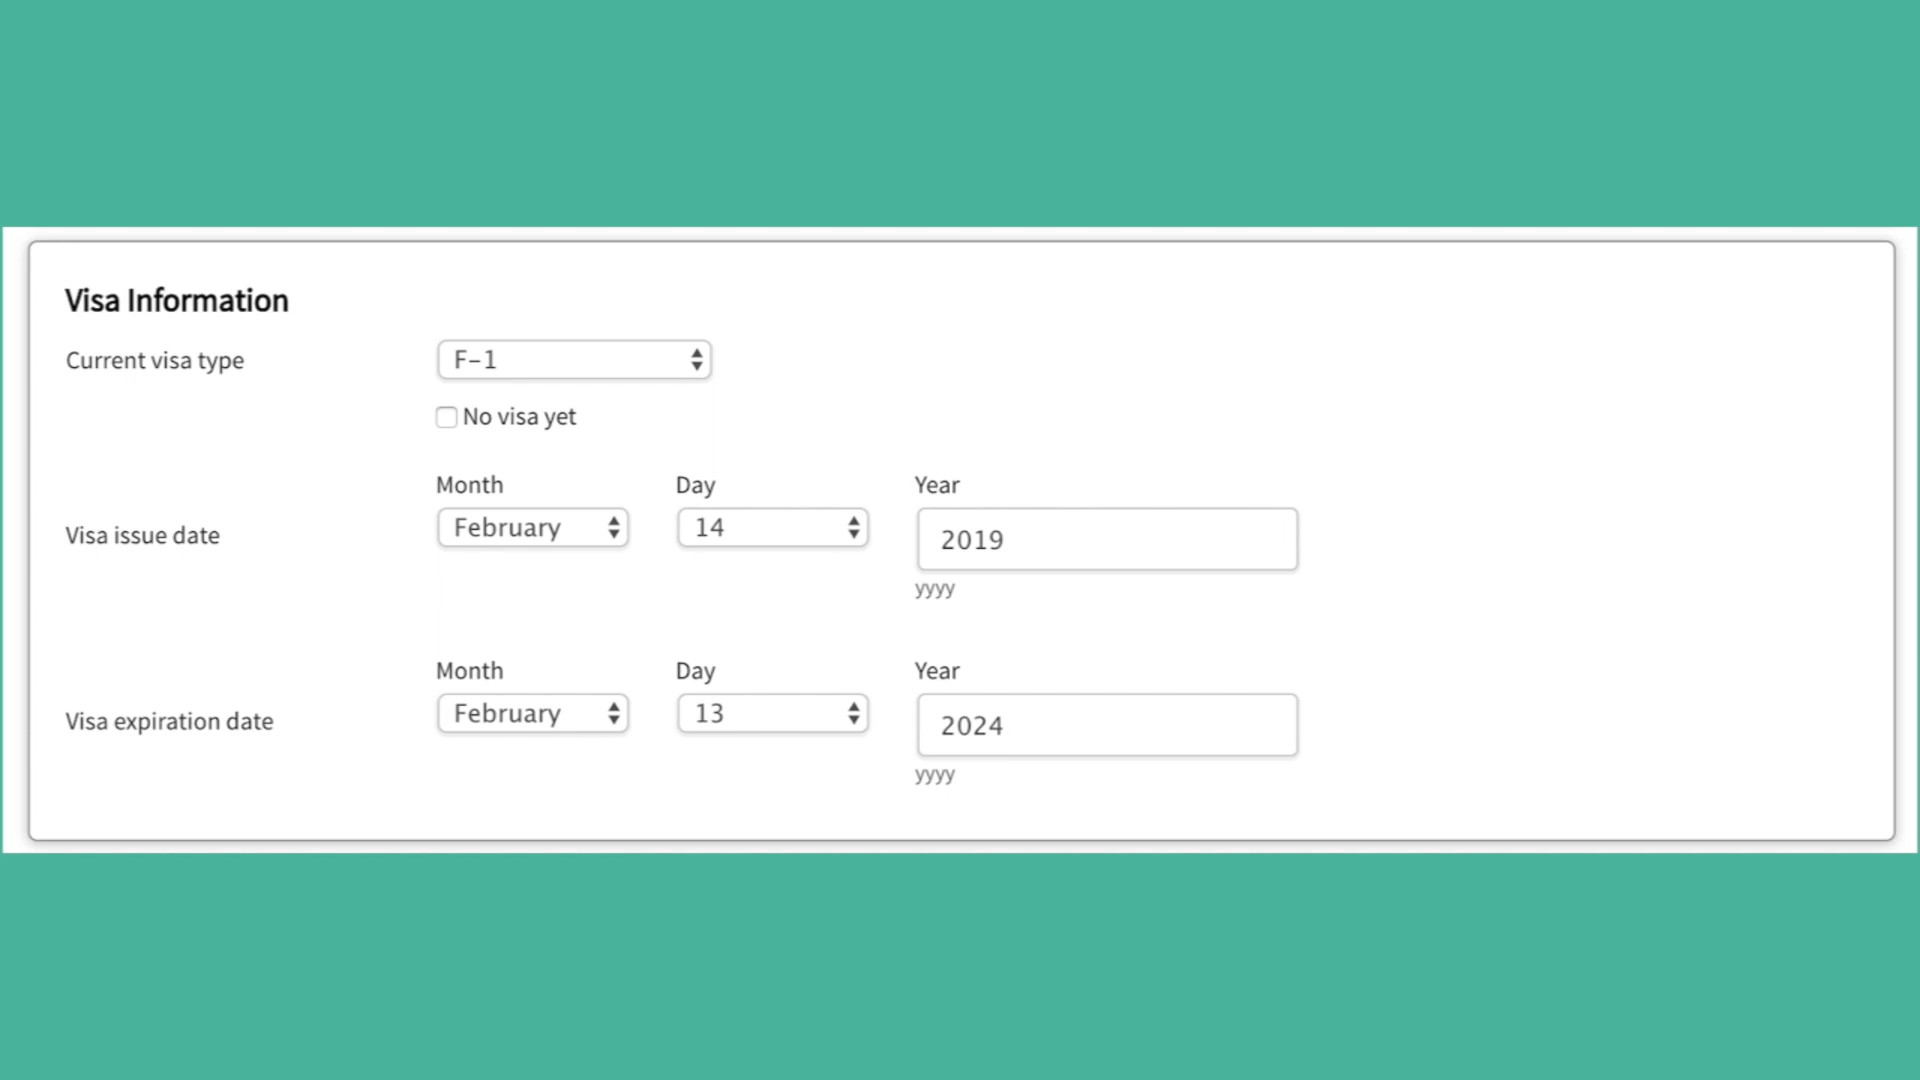 Visa Information
Current visa type F-1
No visa yet
Month Day Year
Visa issue date February 14 2019
yyyy
Month Day Year
Visa expiration date February 13 2024
yyyy